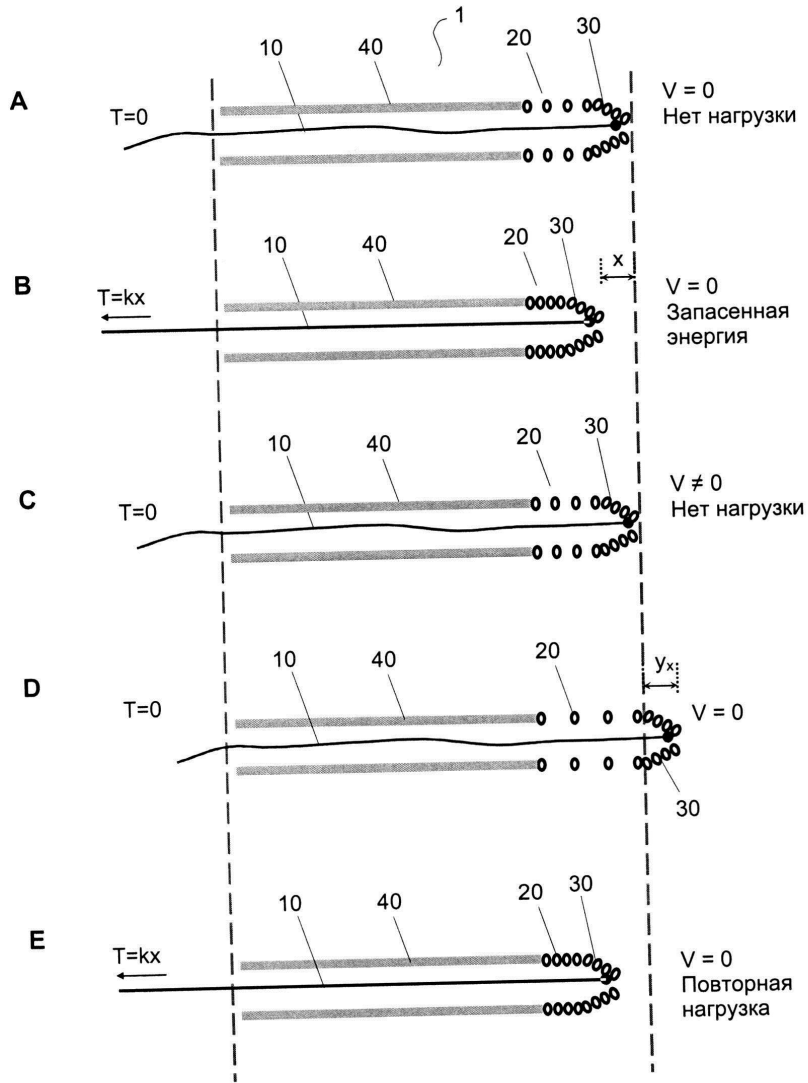 1
10
40
20
30
A
T=0
V = 0
Нет нагрузки
10
40
20
30
x
B
T=kx
V = 0
Запасенная
энергия
10
40
20
30
C
T=0
V ≠ 0
Нет нагрузки
10
40
20
yx
D
T=0
V = 0
30
10
40
20
30
E
T=kx
V = 0
Повторная
нагрузка